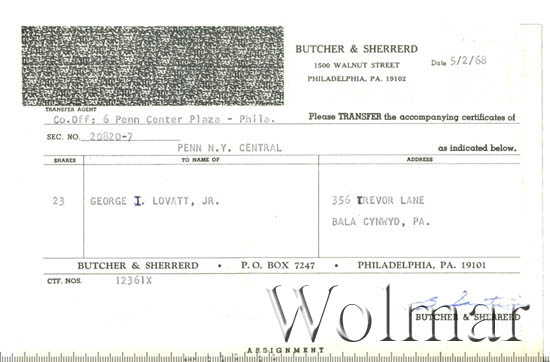 BUTCHER & SHERRERD
1500 WALNUT STREET
PHILADELPHIA, PA. 19102
Date 5/2/68
TRANSFER AGENT
Co.Off: 6 Penn Center Plaza - Phila.
Please TRANSFER the accompanying certificates of
SEC. NO. 20820-7
PENN N.Y. CENTRAL
as indicated below.
SHARES TO NAME OF ADDRESS
23 GEORGE I. LOVATT, JR. 356 TREVOR LANE
BALA CYNWYD, PA.
BUTCHER & SHERRERD • P. O. BOX 7247 • PHILADELPHIA, PA. 19101
CTF. NOS. 12361X
BUTCHER & SHERRERD
Wolmar
ASSIGNMENT